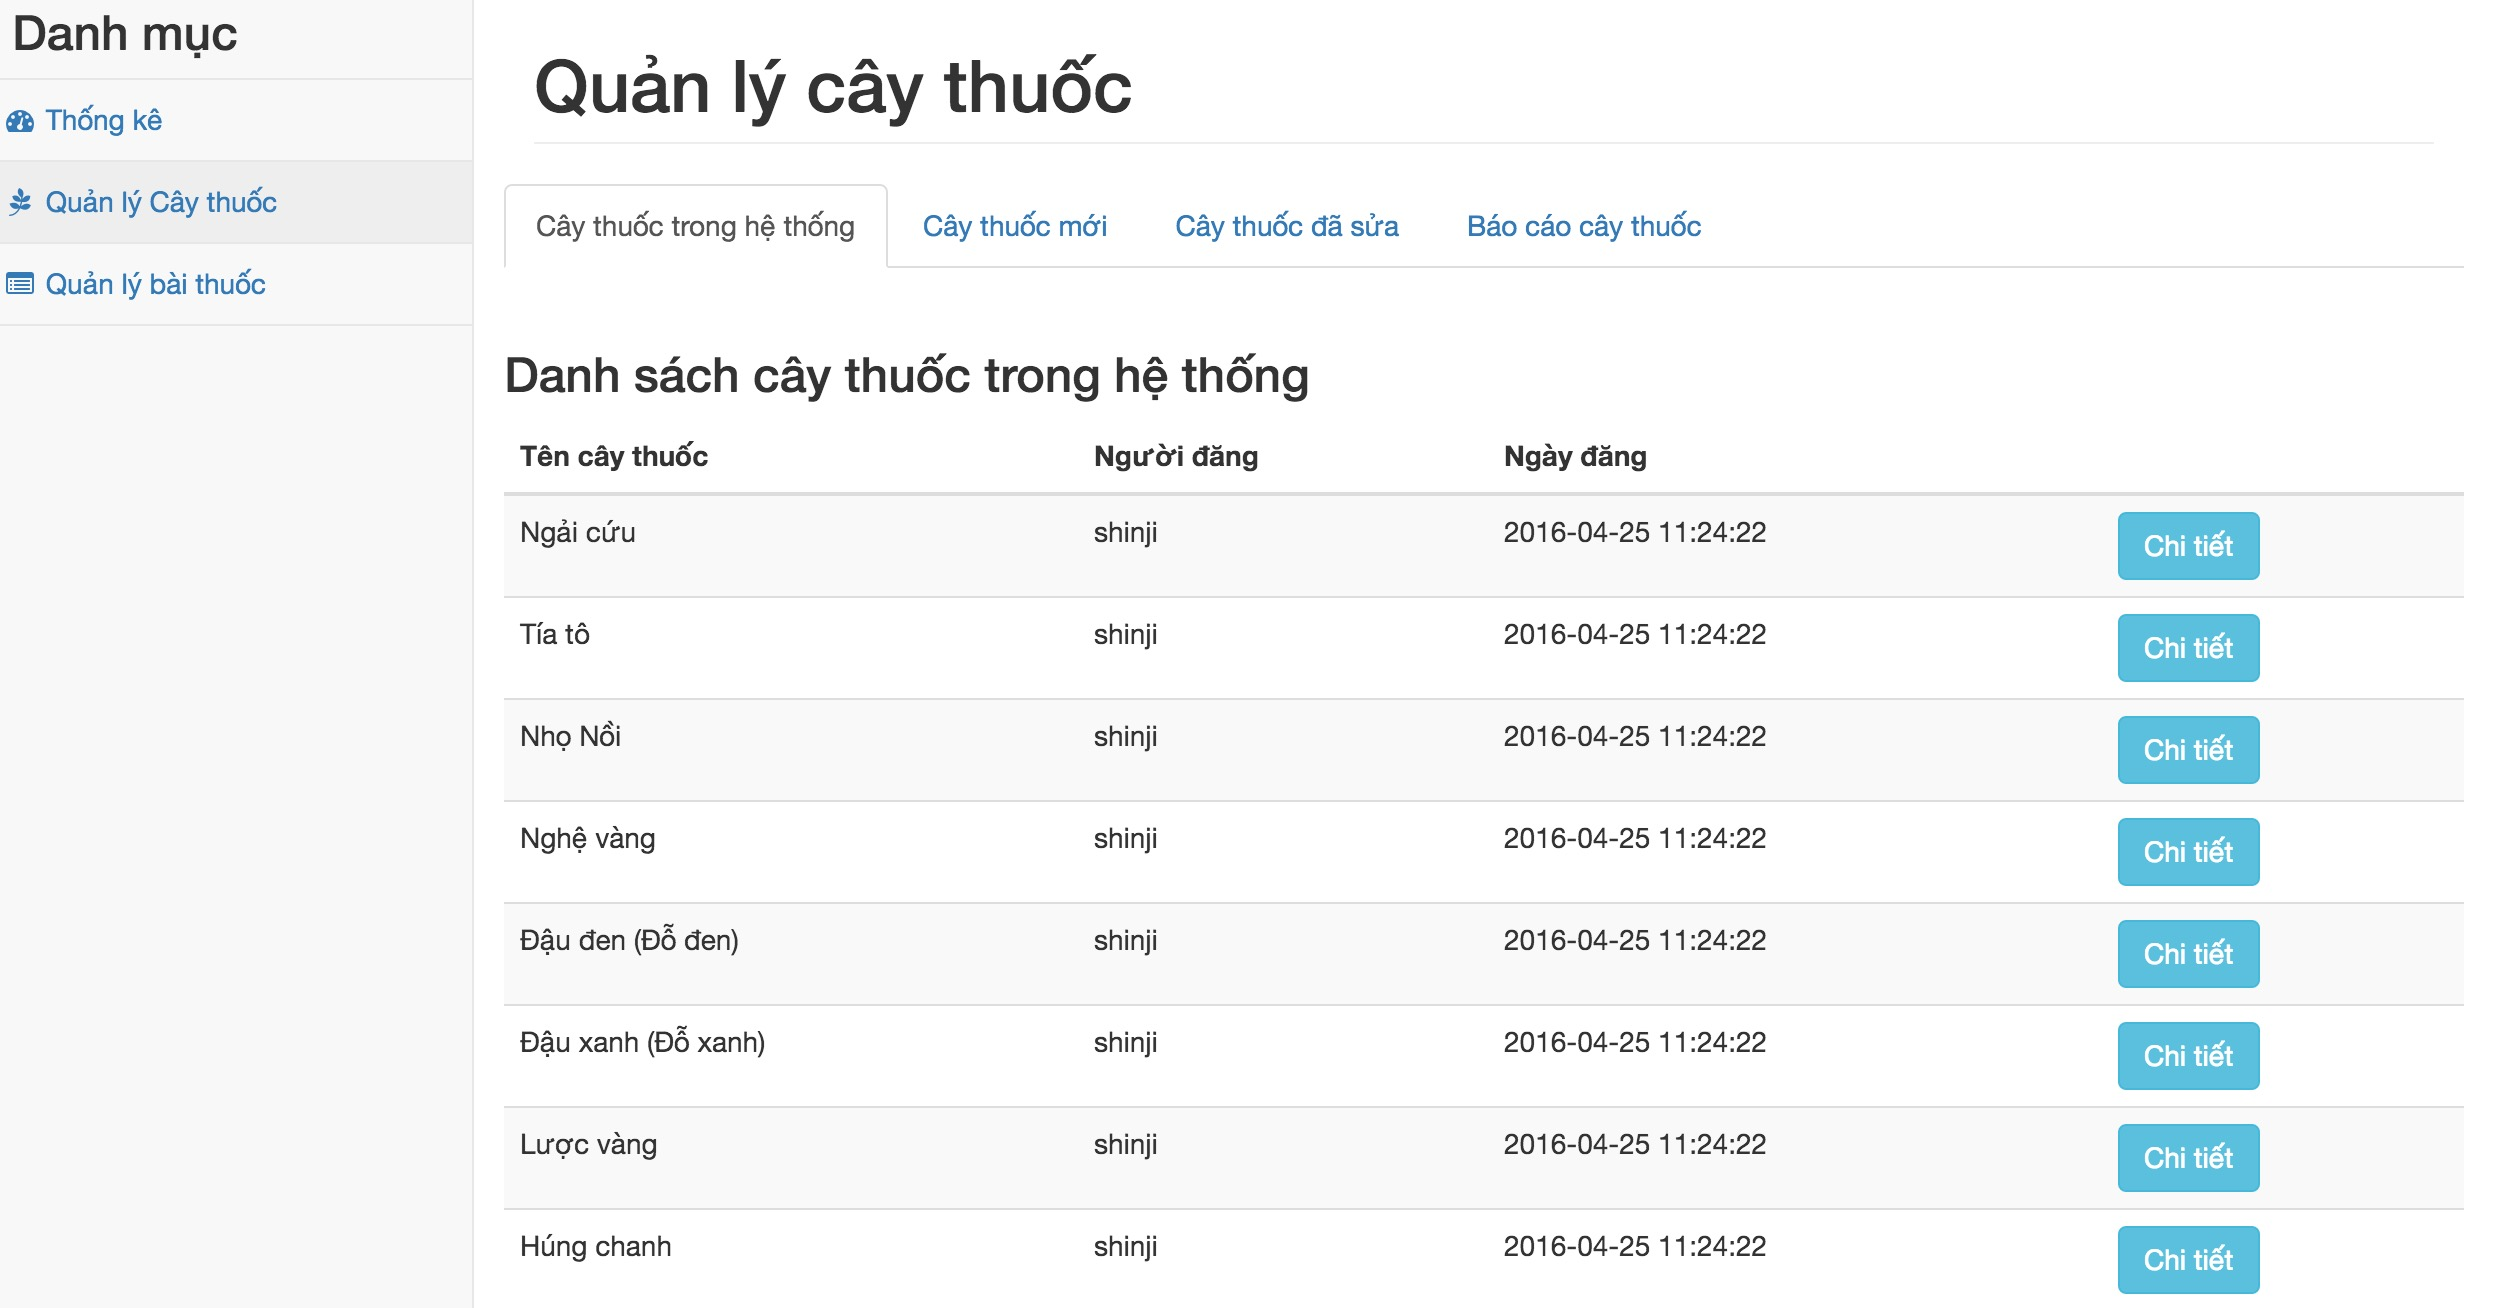 Danh mục
Thống kê
Quản lý Cây thuốc
Quản lý bài thuốc
Quản lý cây thuốc
Cây thuốc trong hệ thống Cây thuốc mới Cây thuốc đã sửa Báo cáo cây thuốc
Danh sách cây thuốc trong hệ thống
Tên cây thuốc Người đăng Ngày đăng
Ngải cứu shinji 2016-04-25 11:24:22 Chi tiết
Tía tô shinji 2016-04-25 11:24:22 Chi tiết
Nhọ Nồi shinji 2016-04-25 11:24:22 Chi tiết
Nghệ vàng shinji 2016-04-25 11:24:22 Chi tiết
Đậu đen (Đỗ đen) shinji 2016-04-25 11:24:22 Chi tiết
Đậu xanh (Đỗ xanh) shinji 2016-04-25 11:24:22 Chi tiết
Lược vàng shinji 2016-04-25 11:24:22 Chi tiết
Húng chanh shinji 2016-04-25 11:24:22 Chi tiết